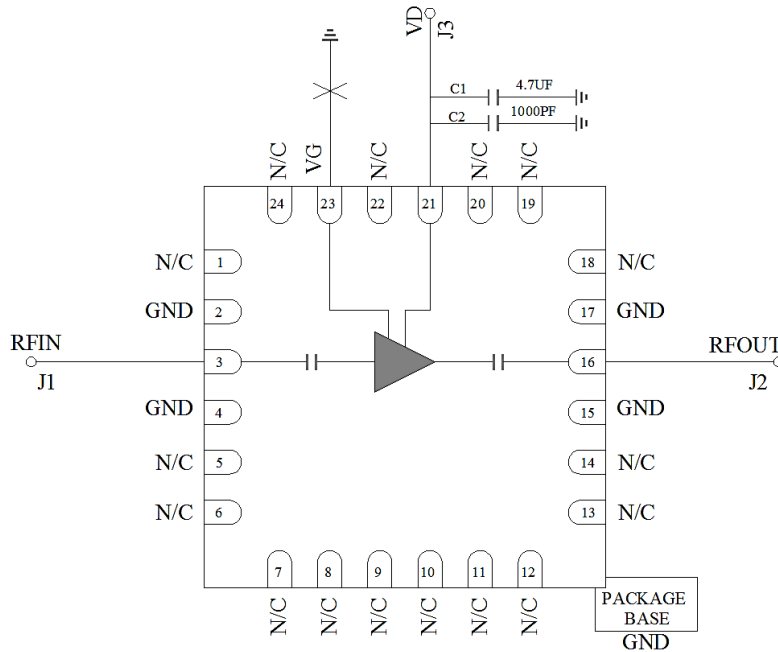 VD
J3
C1 4.7UF
C2 1000PF
N/C
VG
N/C
N/C
N/C
24 23 22 21 20 19
N/C 1
18 N/C
GND 2
17 GND
RFIN
J1
3
16
RFOUT
J2
GND 4
15 GND
N/C 5
14 N/C
N/C 6
13 N/C
7 8 9 10 11 12
N/C
N/C
N/C
N/C
N/C
N/C
PACKAGE
BASE
GND